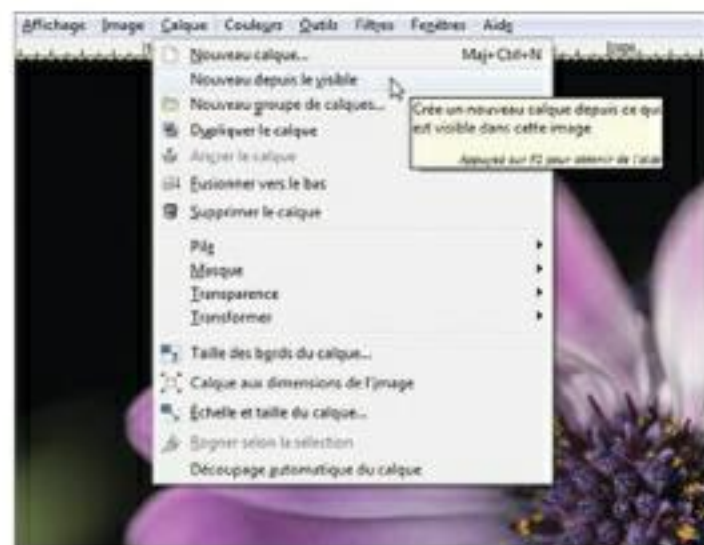 Affichage Image Calque Couleurs Outils Filtres Fenêtres Aide
Nouveau calque... Maj+Ctrl+N
Nouveau depuis le visible
Nouveau groupe de calques...
Crée un nouveau calque depuis ce qui
est visible dans cette image
Appuyez sur F1 pour obtenir de l'aide
Dupliquer le calque
Ancrer le calque
Fusionner vers le bas
Supprimer le calque
Pile
Masque
Transparence
Transformer
Taille des bords du calque...
Calque aux dimensions de l'image
Échelle et taille du calque...
Rogner selon la sélection
Découpage automatique du calque